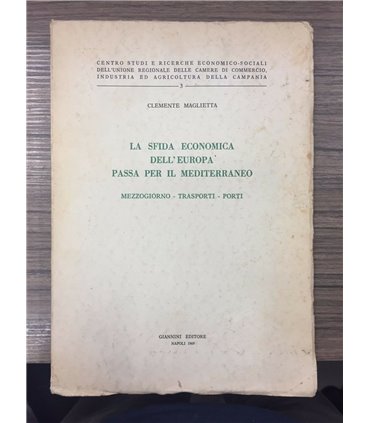 CENTRO STUDI E RICERCHE ECONOMICO-SOCIALI
DELL'UNIONE REGIONALE DELLE CAMERE DI COMMERCIO,
INDUSTRIA ED AGRICOLTURA DELLA CAMPANIA
3
CLEMENTE MAGLIETTA
LA SFIDA ECONOMICA
DELL'EUROPA
PASSA PER IL MEDITERRANEO
MEZZOGIORNO - TRASPORTI - PORTI
GIANNINI EDITORE
NAPOLI 1969